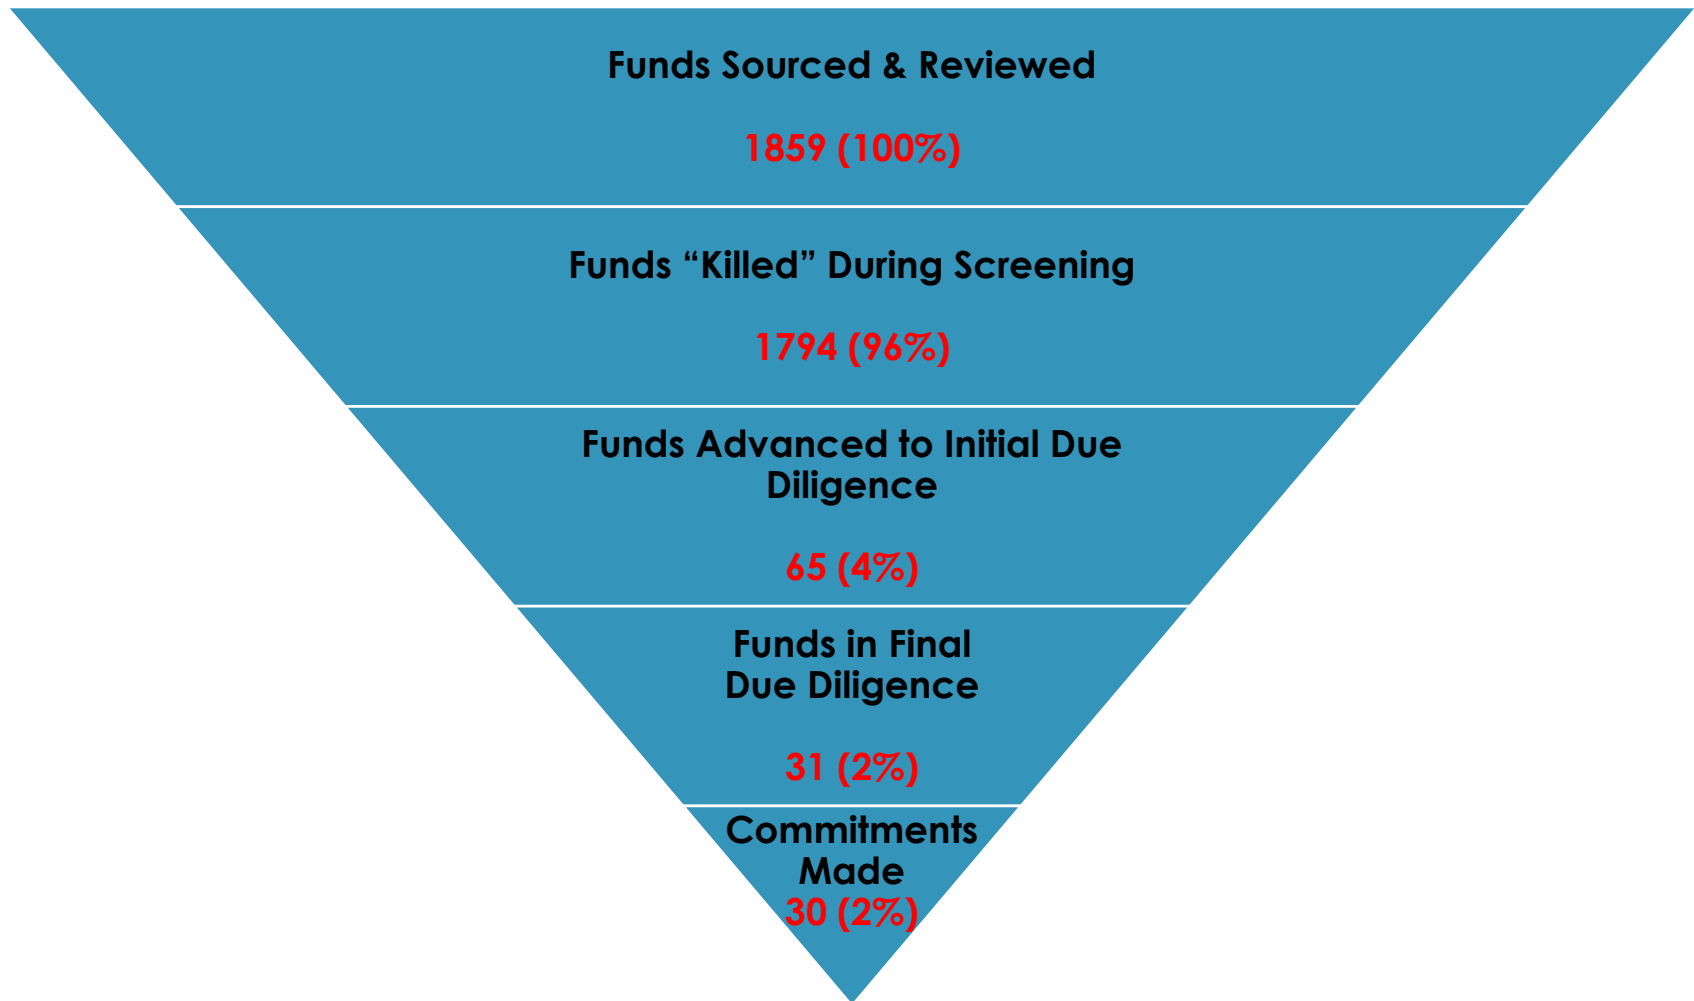 Funds Sourced & Reviewed
1859 (100%)
Funds “Killed” During Screening
1794 (96%)
Funds Advanced to Initial Due
Diligence
65 (4%)
Funds in Final
Due Diligence
31 (2%)
Commitments
Made
30 (2%)